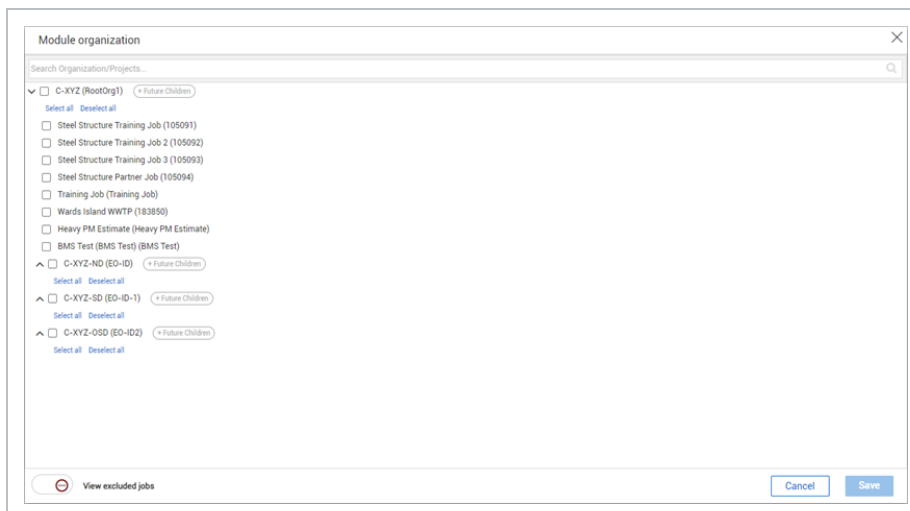 Module organization
Search Organization/Projects...
C-XYZ (RootOrg1) + Future Children
Select all Deselect all
Steel Structure Training Job (105091)
Steel Structure Training Job 2 (105092)
Steel Structure Training Job 3 (105093)
Steel Structure Partner Job (105094)
Training Job (Training Job)
Wards Island WWTP (183850)
Heavy PM Estimate (Heavy PM Estimate)
BMS Test (BMS Test) (BMS Test)
C-XYZ-ND (EO-ID) + Future Children
Select all Deselect all
C-XYZ-SD (EO-ID-1) + Future Children
Select all Deselect all
C-XYZ-OSD (EO-ID2) + Future Children
Select all Deselect all
View excluded jobs Cancel Save